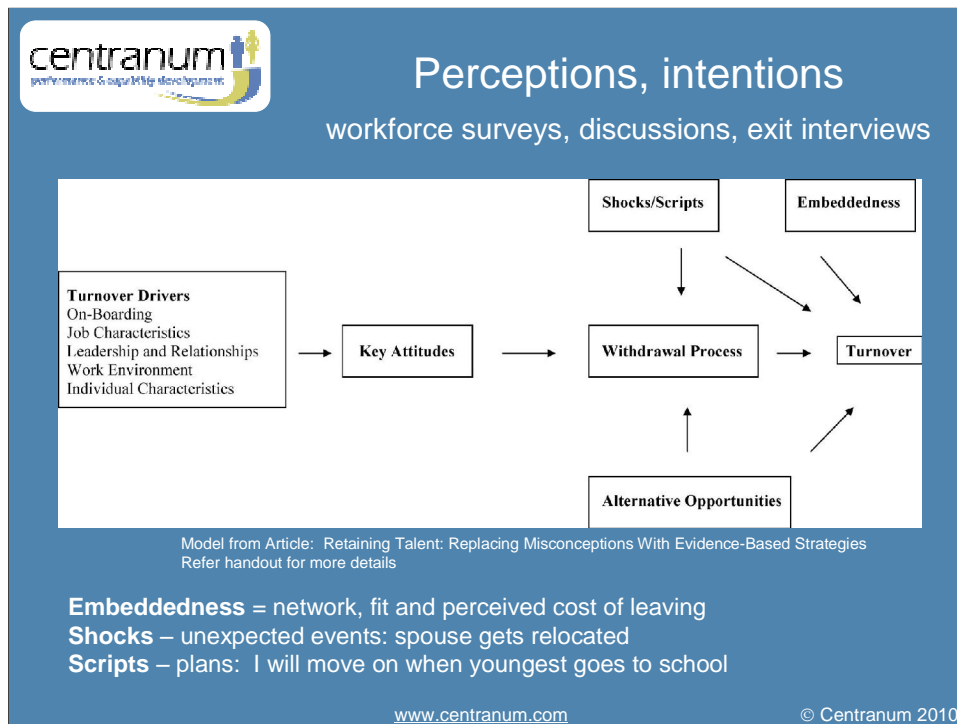 centranum
performance & capability development
Perceptions, intentions
workforce surveys, discussions, exit interviews
Shocks/Scripts
Embeddedness
Turnover Drivers
On-Boarding
Job Characteristics
Leadership and Relationships
Work Environment
Individual Characteristics
Key Attitudes
Withdrawal Process
Turnover
Alternative Opportunities
Model from Article: Retaining Talent: Replacing Misconceptions With Evidence-Based Strategies
Refer handout for more details
Embeddedness = network, fit and perceived cost of leaving
Shocks – unexpected events: spouse gets relocated
Scripts – plans: I will move on when youngest goes to school
www.centranum.com
© Centranum 2010